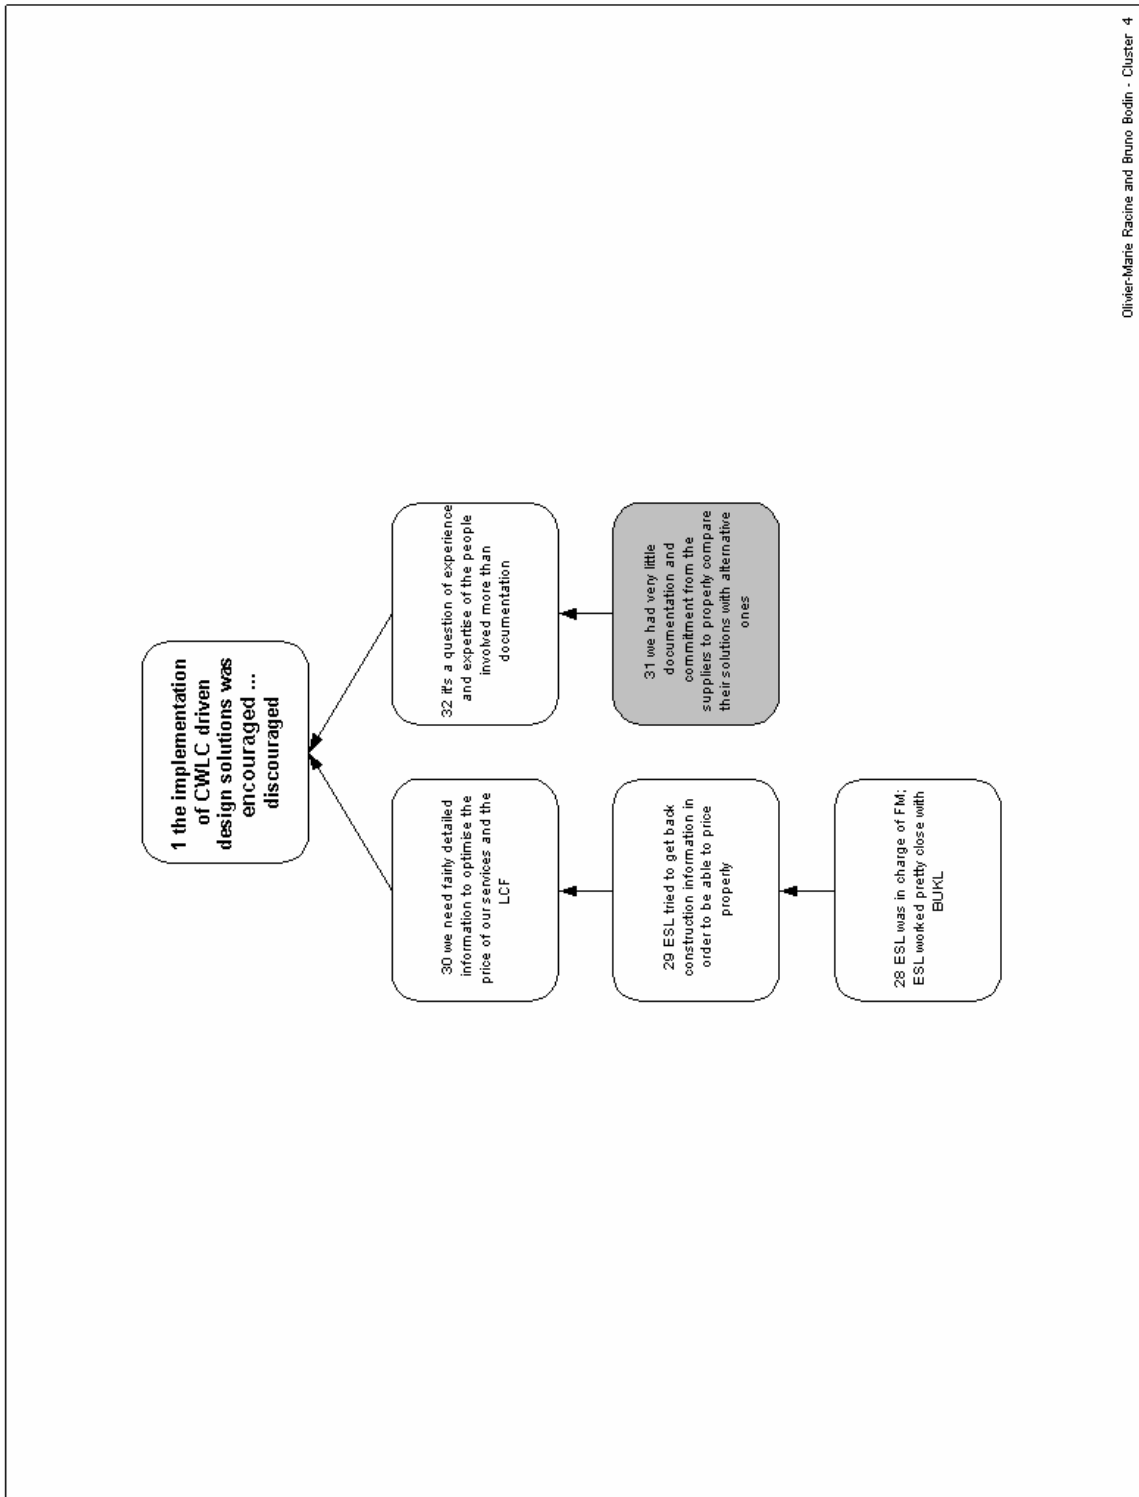 1 the implementation
of CWLC driven
design solutions was
encouraged ...
discouraged
30 we need fairly detailed
information to optimise the
price of our services and the
LCF
32 it's a question of experience
and expertise of the people
involved more than
documentation
29 ESL tried to get back
construction information in
order to be able to price
properly
31 we had very little
documentation and
commitment from the
suppliers to properly compare
their solutions with alternative
ones
28 ESL was in charge of FM;
ESL worked pretty close with
BUKL
Olivier-Marie Racine and Bruno Bodin - Cluster 4